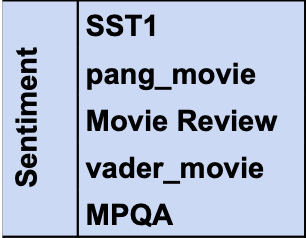 Sentiment
SST1
pang_movie
Movie Review
vader_movie
MPQA